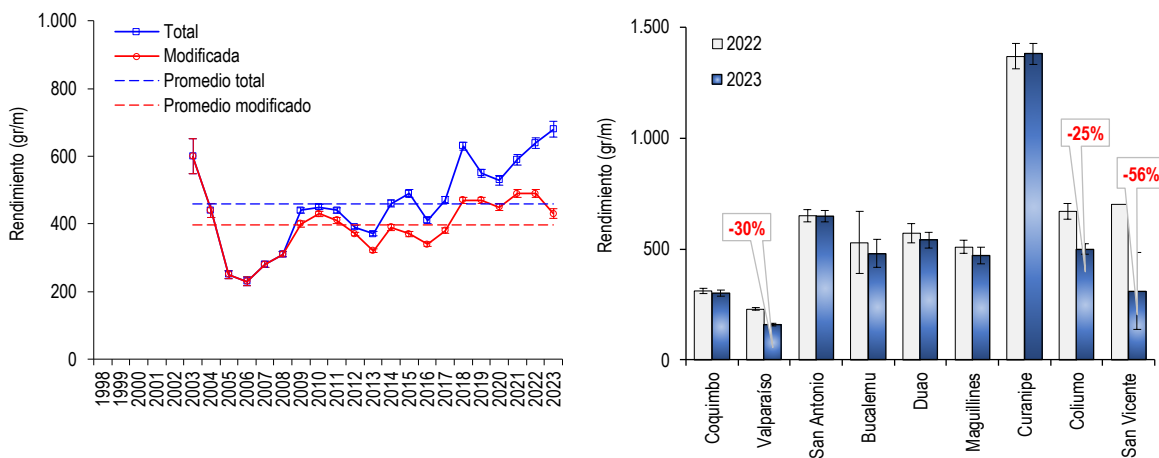 1.000
800
600
400
200
0
Rendimiento (gr/m)
Total
Modificada
Promedio total
Promedio modificado
1998
1999
2000
2001
2002
2003
2004
2005
2006
2007
2008
2009
2010
2011
2012
2013
2014
2015
2016
2017
2018
2019
2020
2021
2022
2023
1.500
1.000
500
0
Rendimiento (gr/m)
2022
2023
-30%
-25%
-56%
Coquimbo
Valparaíso
San Antonio
Bucalemu
Duao
Maguillines
Curanipe
Coliumo
San Vicente